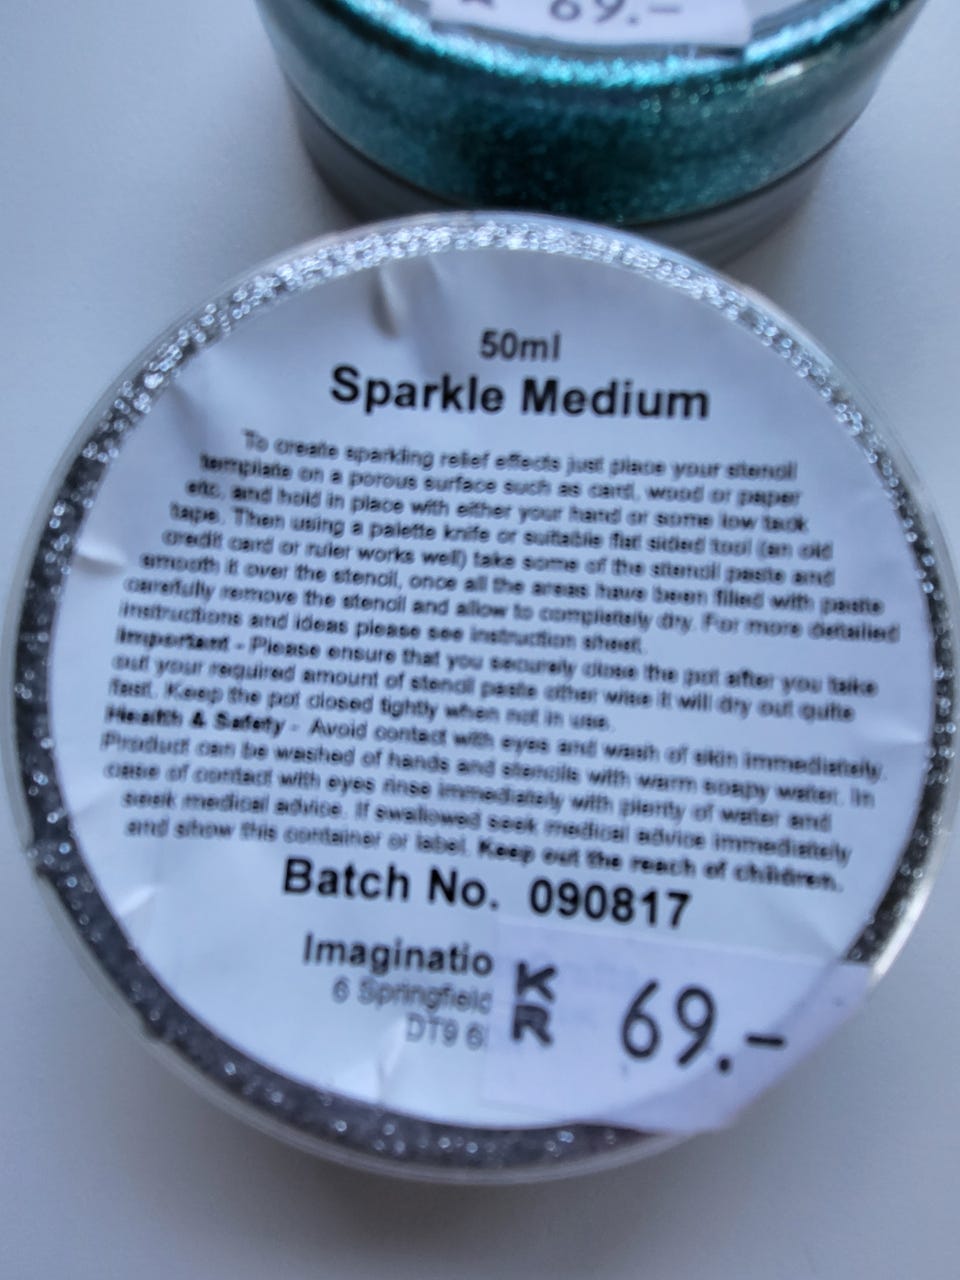 69.-
50ml
Sparkle Medium
To create sparkling relief effects just place your stencil
template on a porous surface such as card, wood or paper
etc, and hold in place with either your hand or some low tack
tape. Then using a palette knife or suitable flat sided tool (an old
credit card or ruler works well) take some of the stencil paste and
smooth it over the stencil, once all the areas have been filled with paste
carefully remove the stencil and allow to completely dry. For more detailed
instructions and ideas please see instruction sheet.
Important - Please ensure that you securely close the pot after you take
out your required amount of stencil paste other wise it will dry out quite
fast. Keep the pot closed tightly when not in use.
Health & Safety - Avoid contact with eyes and wash of skin immediately.
Product can be washed of hands and stencils with warm soapy water. In
case of contact with eyes rinse immediately with plenty of water and
seek medical advice. If swallowed seek medical advice immediately
and show this container or label. Keep out the reach of children.
Batch No. 090817
Imaginatio
6 Springfield
DT9 6
KR 69.-